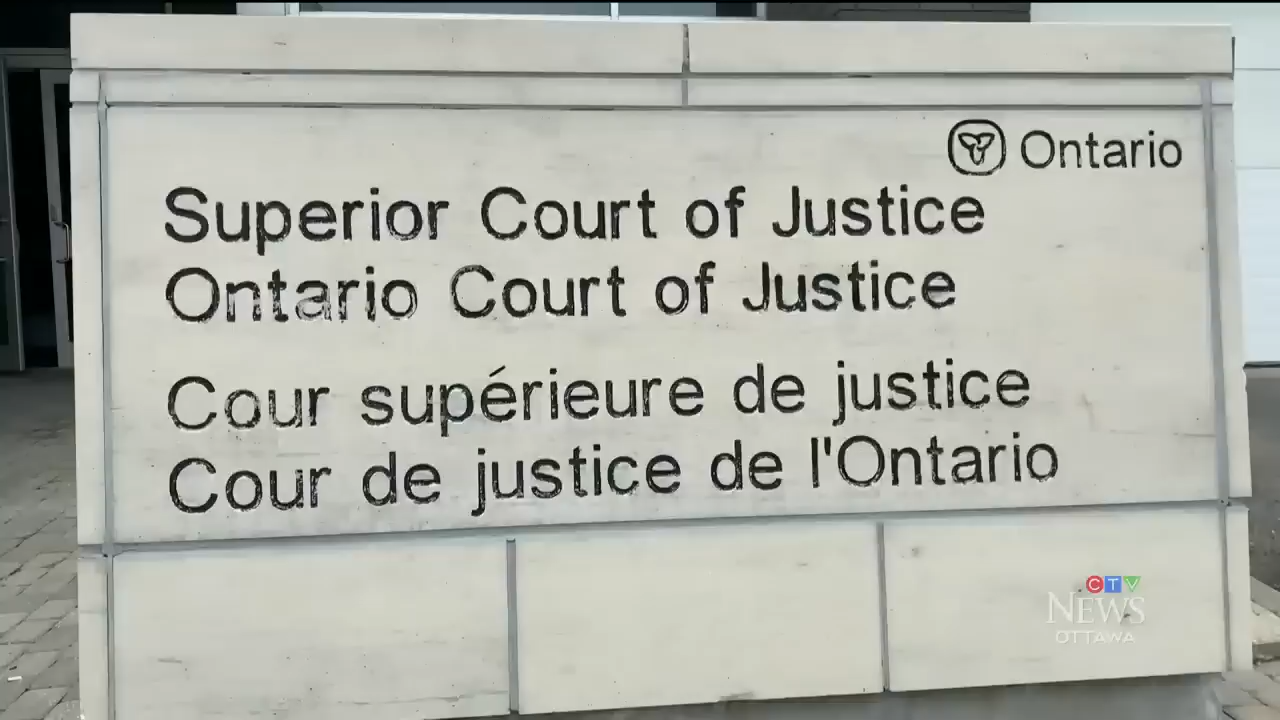 Ontario
Superior Court of Justice
Ontario Court of Justice
Cour supérieure de justice
Cour de justice de l'Ontario
CTV
NEWS
OTTAWA